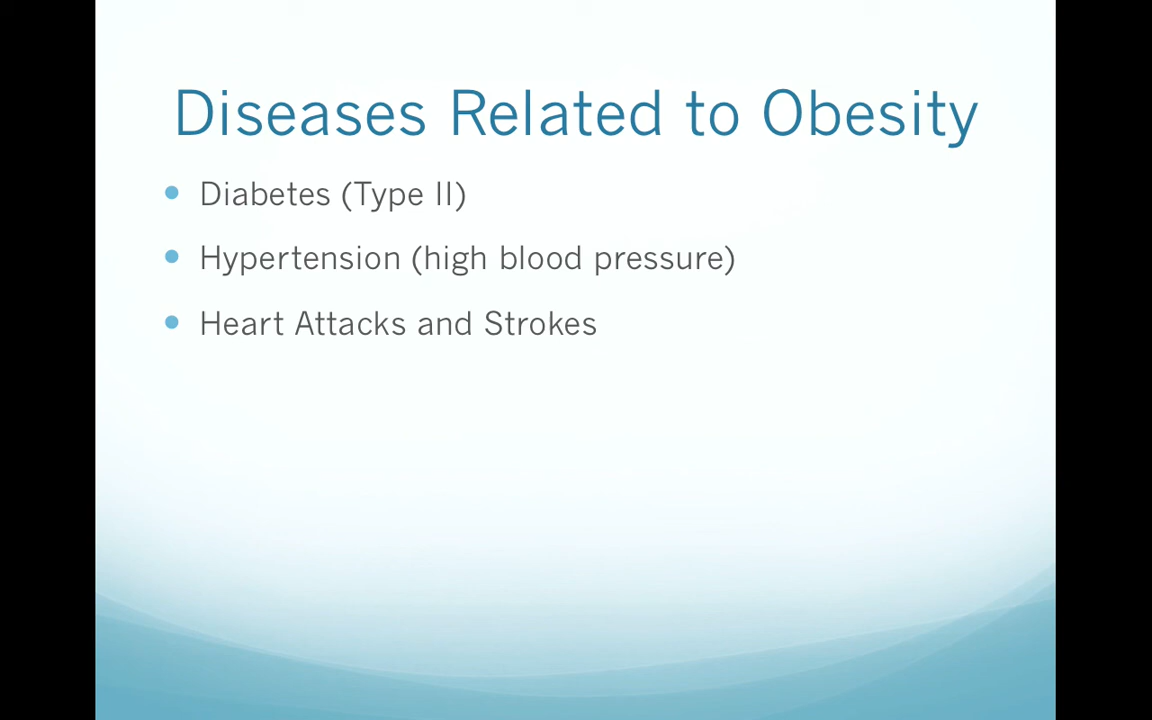 Diseases Related to Obesity
Diabetes (Type II)
Hypertension (high blood pressure)
Heart Attacks and Strokes